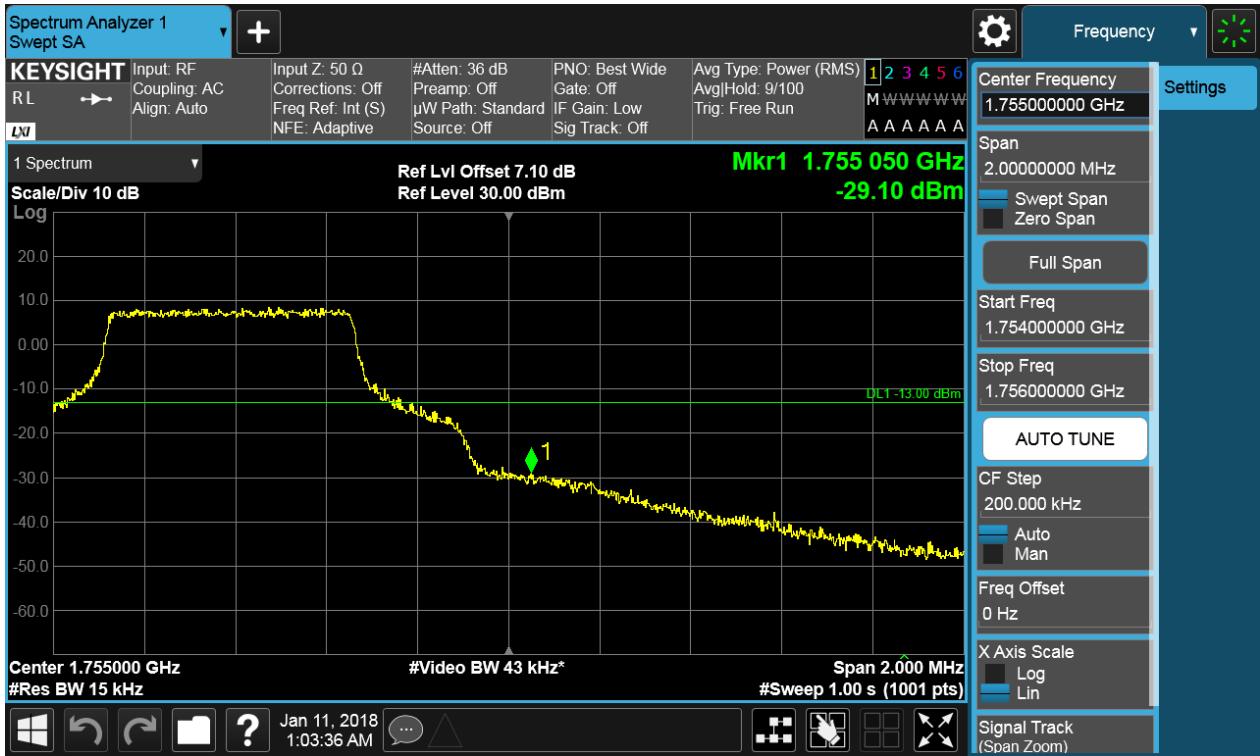 Spectrum Analyzer 1
Swept SA
Frequency
KEYSIGHT
R L
LXI
Input: RF
Coupling: AC
Align: Auto
Input Z: 50 Ω
Corrections: Off
Freq Ref: Int (S)
NFE: Adaptive
#Atten: 36 dB
Preamp: Off
µW Path: Standard
Source: Off
PNO: Best Wide
Gate: Off
IF Gain: Low
Sig Track: Off
Avg Type: Power (RMS)
Avg|Hold: 9/100
Trig: Free Run
1 2 3 4 5 6
M W W W W W
A A A A A A
1 Spectrum
Scale/Div 10 dB
Log
Ref Lvl Offset 7.10 dB
Ref Level 30.00 dBm
Mkr1 1.755 050 GHz
-29.10 dBm
20.0
10.0
0.00
-10.0
-20.0
-30.0
-40.0
-50.0
-60.0
DL1 -13.00 dBm
1
Center 1.755000 GHz
#Res BW 15 kHz
#Video BW 43 kHz*
Span 2.000 MHz
#Sweep 1.00 s (1001 pts)
Center Frequency
1.755000000 GHz
Span
2.00000000 MHz
Swept Span
Zero Span
Full Span
Start Freq
1.754000000 GHz
Stop Freq
1.756000000 GHz
AUTO TUNE
CF Step
200.000 kHz
Auto
Man
Freq Offset
0 Hz
X Axis Scale
Log
Lin
Signal Track
(Span Zoom)
Settings
?
Jan 11, 2018
1:03:36 AM